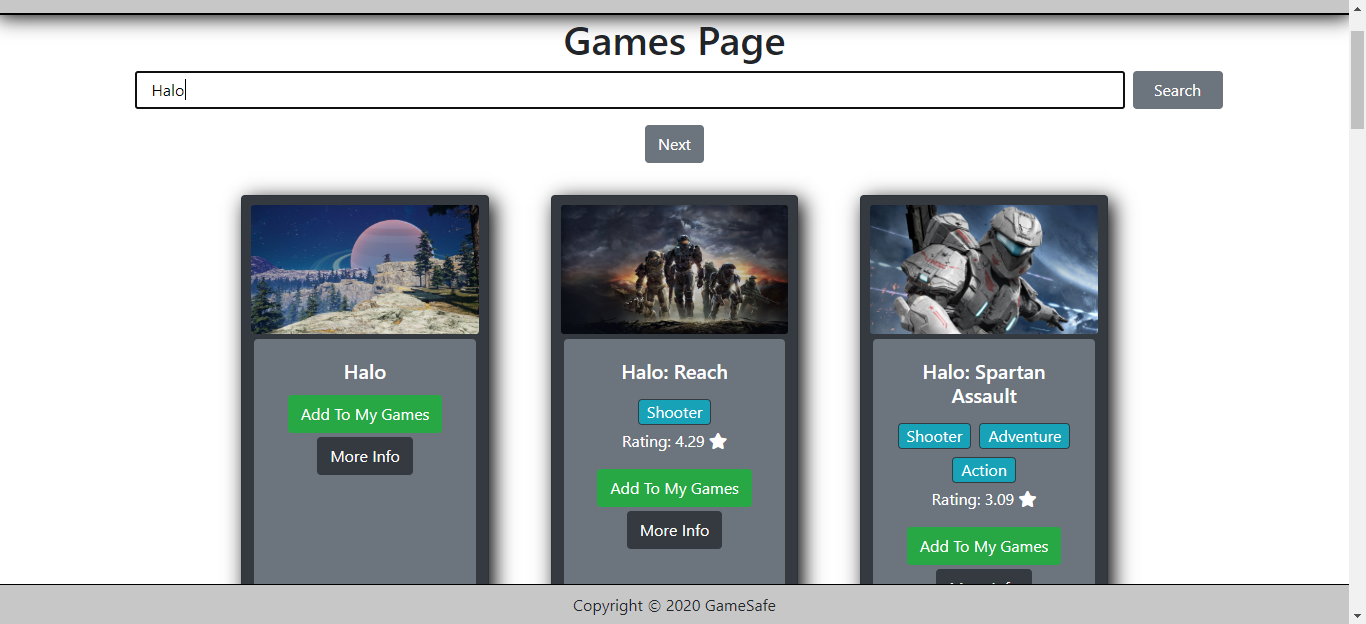 Games Page
Halo
Search
Next
Halo
Add To My Games
More Info
Halo: Reach
Shooter
Rating: 4.29
Add To My Games
More Info
Halo: Spartan
Assault
Shooter Adventure
Action
Rating: 3.09
Add To My Games
Copyright © 2020 GameSafe